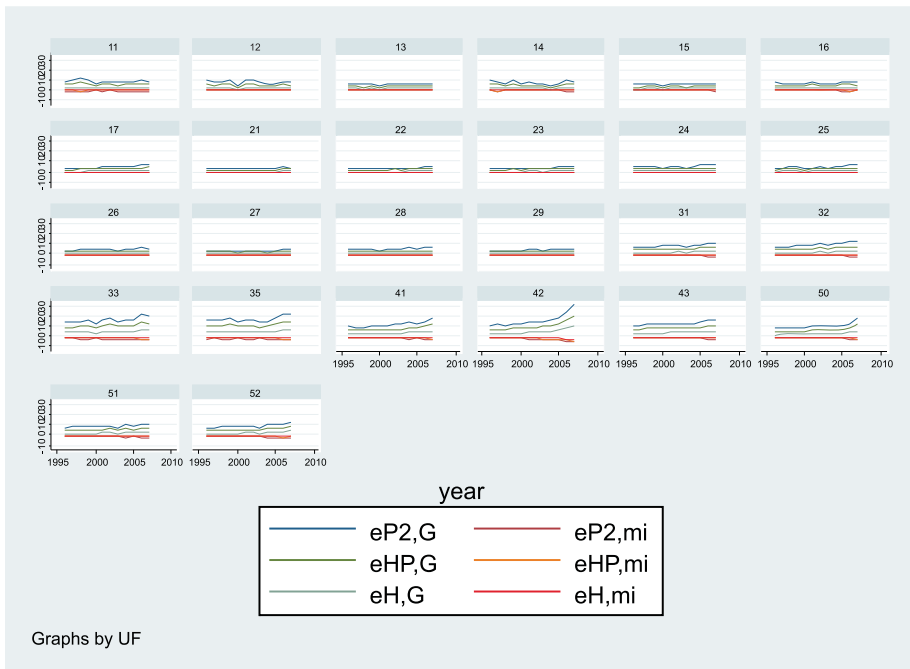 11 12 13 14 15 16
17 21 22 23 24 25
26 27 28 29 31 32
33 35 41 42 43 50
1995 2000 2005 2010 1995 2000 2005 2010 1995 2000 2005 2010 1995 2000 2005 2010
51 52
1995 2000 2005 2010 1995 2000 2005 2010
year
eP2,G eP2,mi
eHP,G eHP,mi
eH,G eH,mi
Graphs by UF